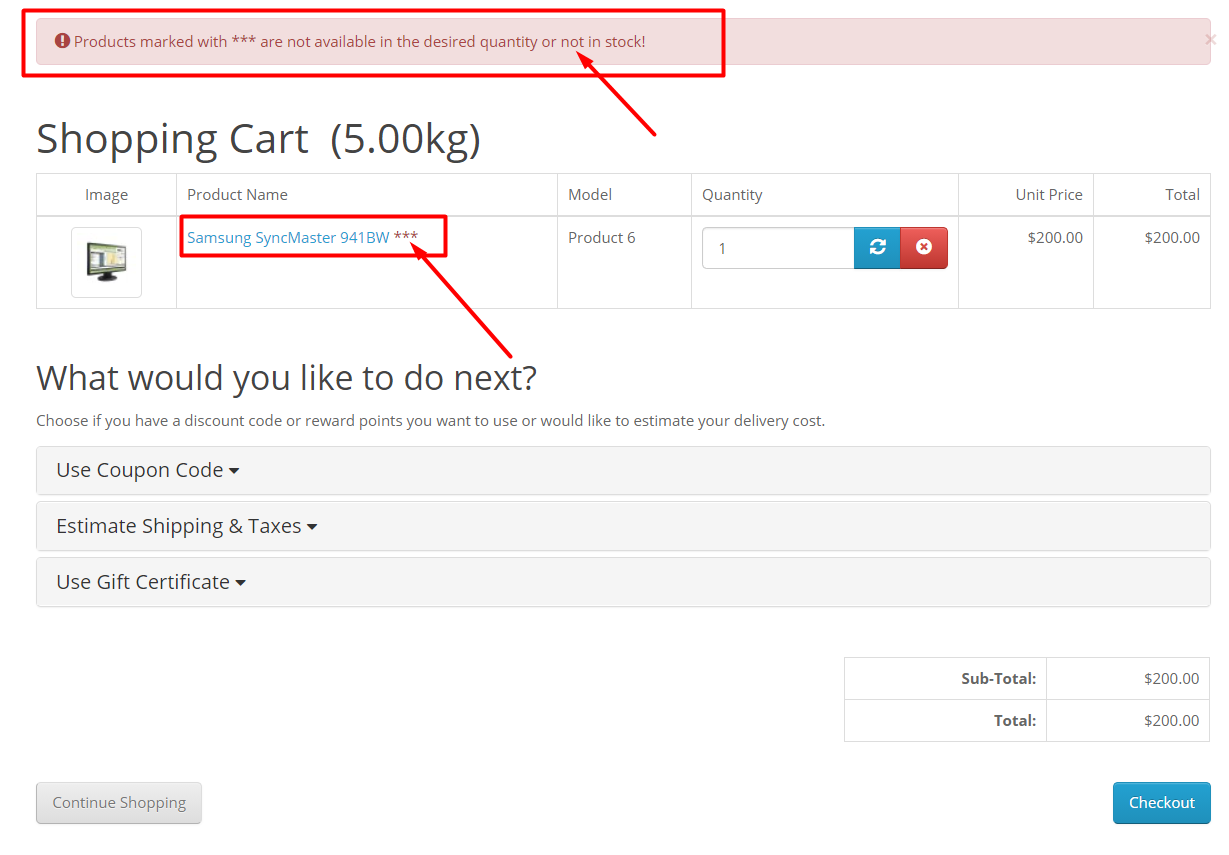 Products marked with *** are not available in the desired quantity or not in stock!
×
Shopping Cart (5.00kg)
Image Product Name Model Quantity Unit Price Total
Samsung SyncMaster 941BW *** Product 6 1 $200.00 $200.00
What would you like to do next?
Choose if you have a discount code or reward points you want to use or would like to estimate your delivery cost.
Use Coupon Code
Estimate Shipping & Taxes
Use Gift Certificate
Sub-Total: $200.00
Total: $200.00
Continue Shopping Checkout